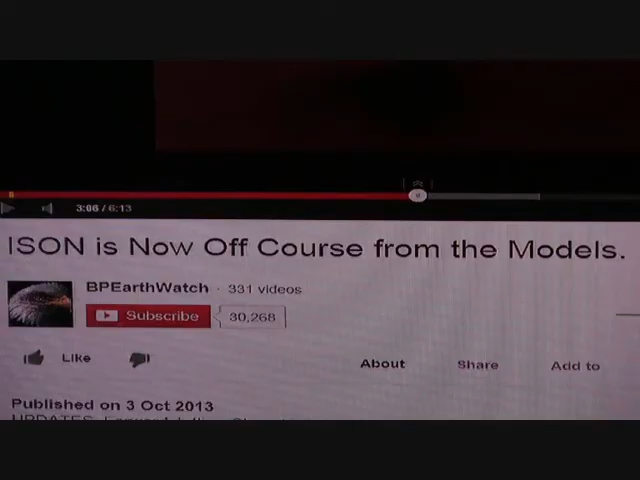 3:06 / 6:13
ISON is Now Off Course from the Models.
BPEarthWatch · 331 videos
Subscribe 30,268
Like About Share Add to
Published on 3 Oct 2013
UPDATES